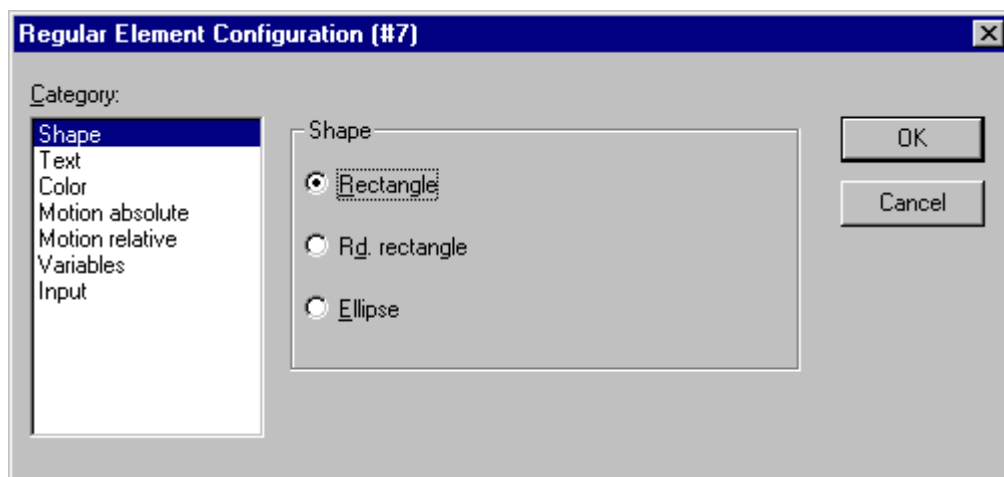 Regular Element Configuration (#7)
Category:
Shape
Text
Color
Motion absolute
Motion relative
Variables
Input
Shape
Rectangle
Rd. rectangle
Ellipse
OK
Cancel